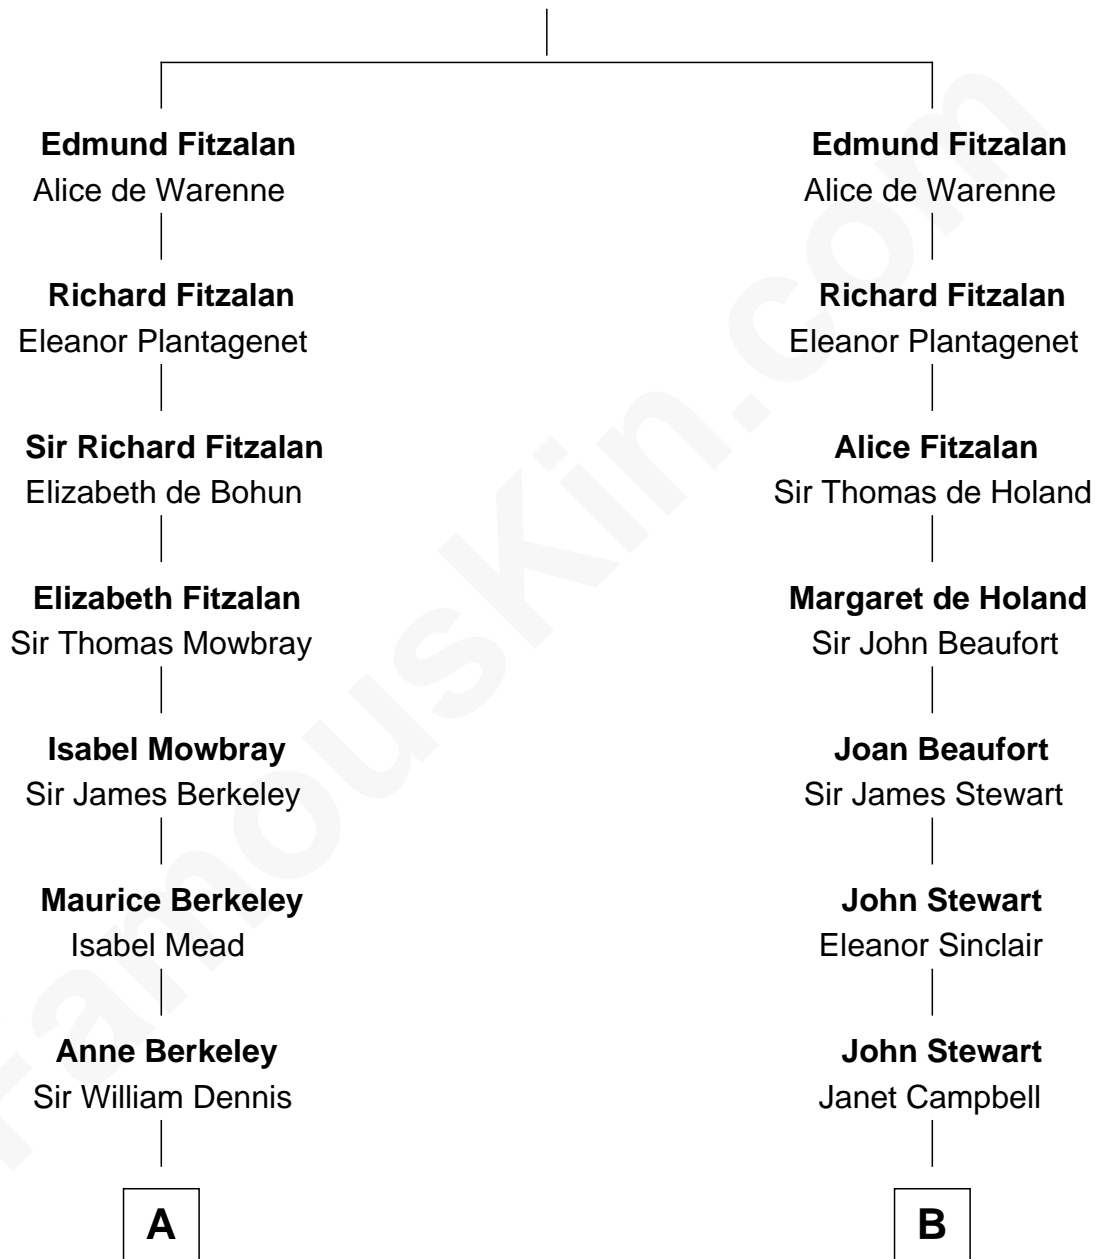 Edmund Fitzalan
Alice de Warenne
Richard Fitzalan
Eleanor Plantagenet
Sir Richard Fitzalan
Elizabeth de Bohun
Elizabeth Fitzalan
Sir Thomas Mowbray
Isabel Mowbray
Sir James Berkeley
Maurice Berkeley
Isabel Mead
Anne Berkeley
Sir William Dennis
A
Edmund Fitzalan
Alice de Warenne
Richard Fitzalan
Eleanor Plantagenet
Alice Fitzalan
Sir Thomas de Holand
Margaret de Holand
Sir John Beaufort
Joan Beaufort
Sir James Stewart
John Stewart
Eleanor Sinclair
John Stewart
Janet Campbell
B
FamousKin.com